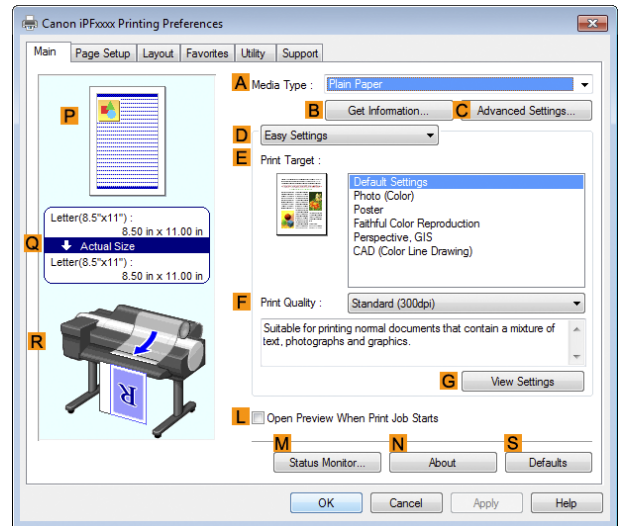 Canon iPFxxxx Printing Preferences
Main Page Setup Layout Favorites Utility Support
A Media Type : Plain Paper
B Get Information... C Advanced Settings...
D Easy Settings
E Print Target :
Default Settings
Photo (Color)
Poster
Faithful Color Reproduction
Perspective, GIS
CAD (Color Line Drawing)
F Print Quality : Standard (300dpi)
Suitable for printing normal documents that contain a mixture of
text, photographs and graphics.
G View Settings
P
Q
Letter(8.5"x11") :
8.50 in x 11.00 in
Actual Size
Letter(8.5"x11") :
8.50 in x 11.00 in
R
R
L Open Preview When Print Job Starts
M Status Monitor... N About S Defaults
OK Cancel Apply Help